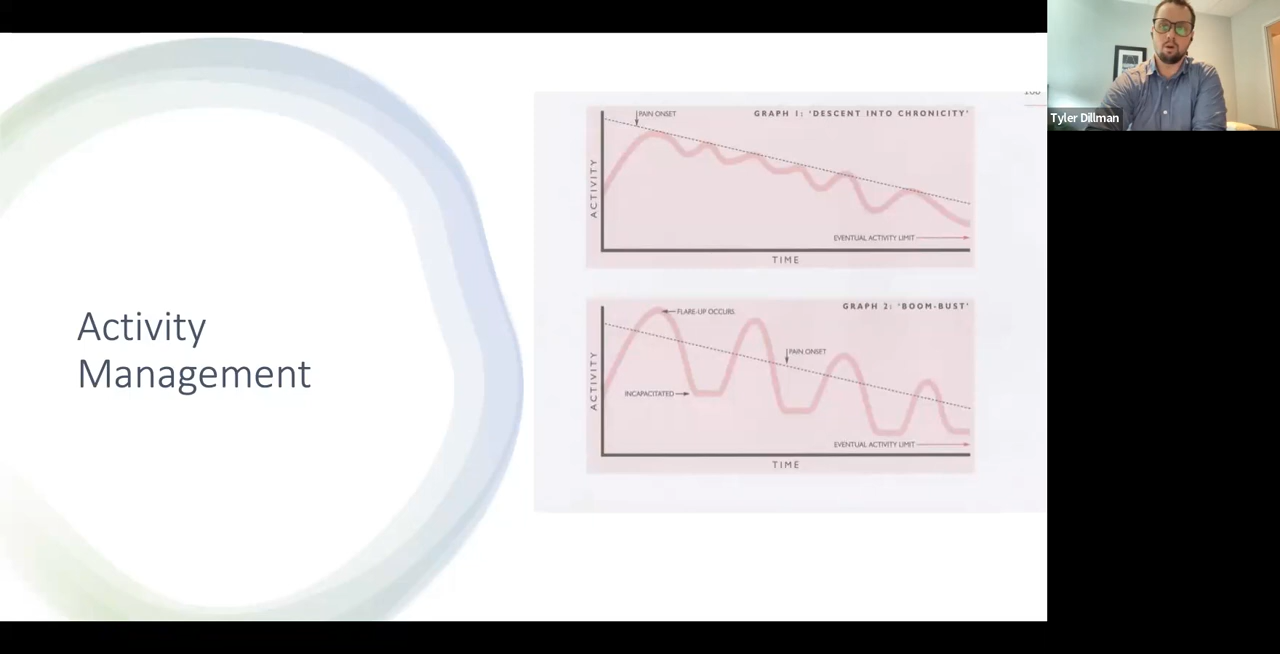 Activity
Management
PAIN ONSET
GRAPH 1: 'DESCENT INTO CHRONICITY'
ACTIVITY
EVENTUAL ACTIVITY LIMIT
TIME
GRAPH 2: 'BOOM-BUST'
FLARE-UP OCCURS
PAIN ONSET
ACTIVITY
INCAPACITATED
EVENTUAL ACTIVITY LIMIT
TIME
Tyler Dillman